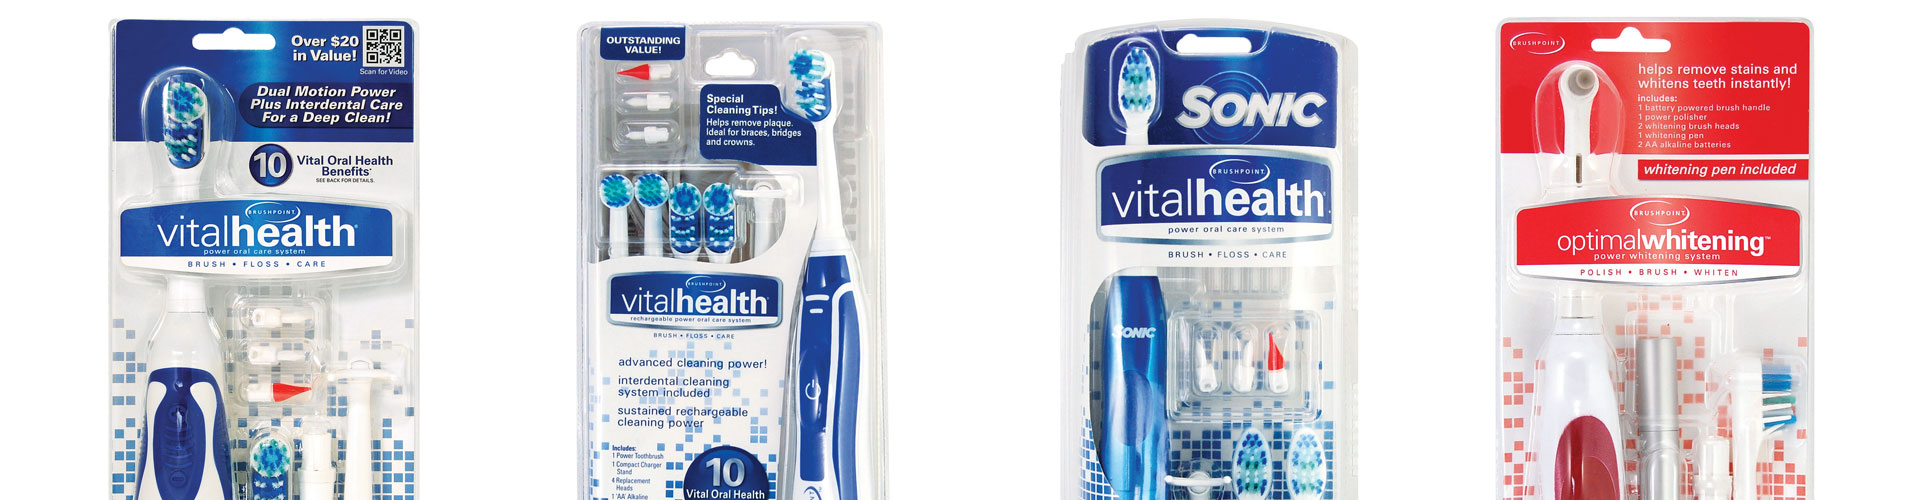 Over $20
in Value!
Scan for Video
Dual Motion Power
Plus Interdental Care
For a Deep Clean!
10
Vital Oral Health
Benefits*
SEE BACK FOR DETAILS.
BRUSHPOINT
vitalhealth®
power oral care system
BRUSH • FLOSS • CARE
OUTSTANDING
VALUE!
Special
Cleaning Tips!
Helps remove plaque.
Ideal for braces, bridges
and crowns.
BRUSHPOINT
vitalhealth®
rechargeable power oral care system
BRUSH • FLOSS • CARE
advanced cleaning power!
interdental cleaning
system included
sustained rechargeable
cleaning power
Includes:
1 Power Toothbrush
1 Compact Charger
Stand
4 Replacement
Heads
1 'AA' Alkaline
10
Vital Oral Health
SONIC
BRUSHPOINT
vitalhealth®
power oral care system
BRUSH • FLOSS • CARE
SONIC
BRUSHPOINT
helps remove stains and
whitens teeth instantly!
includes:
1 battery powered brush handle
1 power polisher
2 whitening brush heads
1 whitening pen
2 AA alkaline batteries
whitening pen included
BRUSHPOINT
optimalwhitening™
power whitening system
POLISH • BRUSH • WHITEN